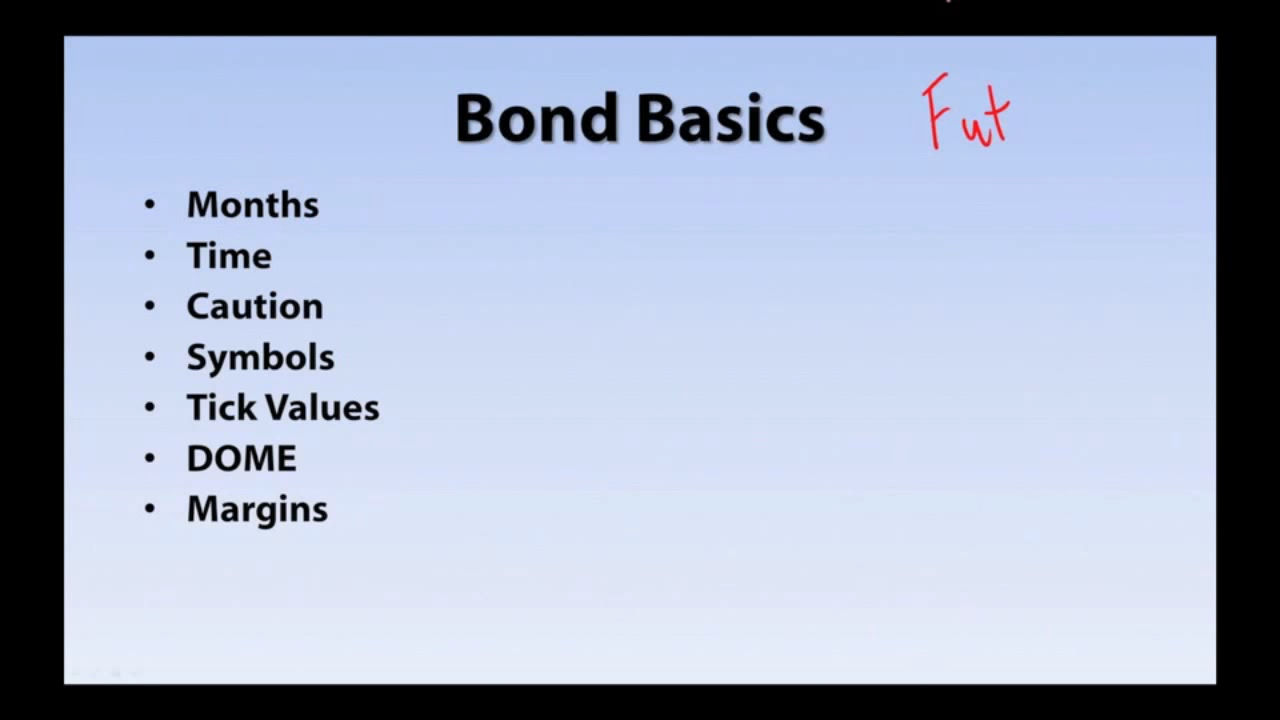 Bond Basics Fut
• Months
• Time
• Caution
• Symbols
• Tick Values
• DOME
• Margins